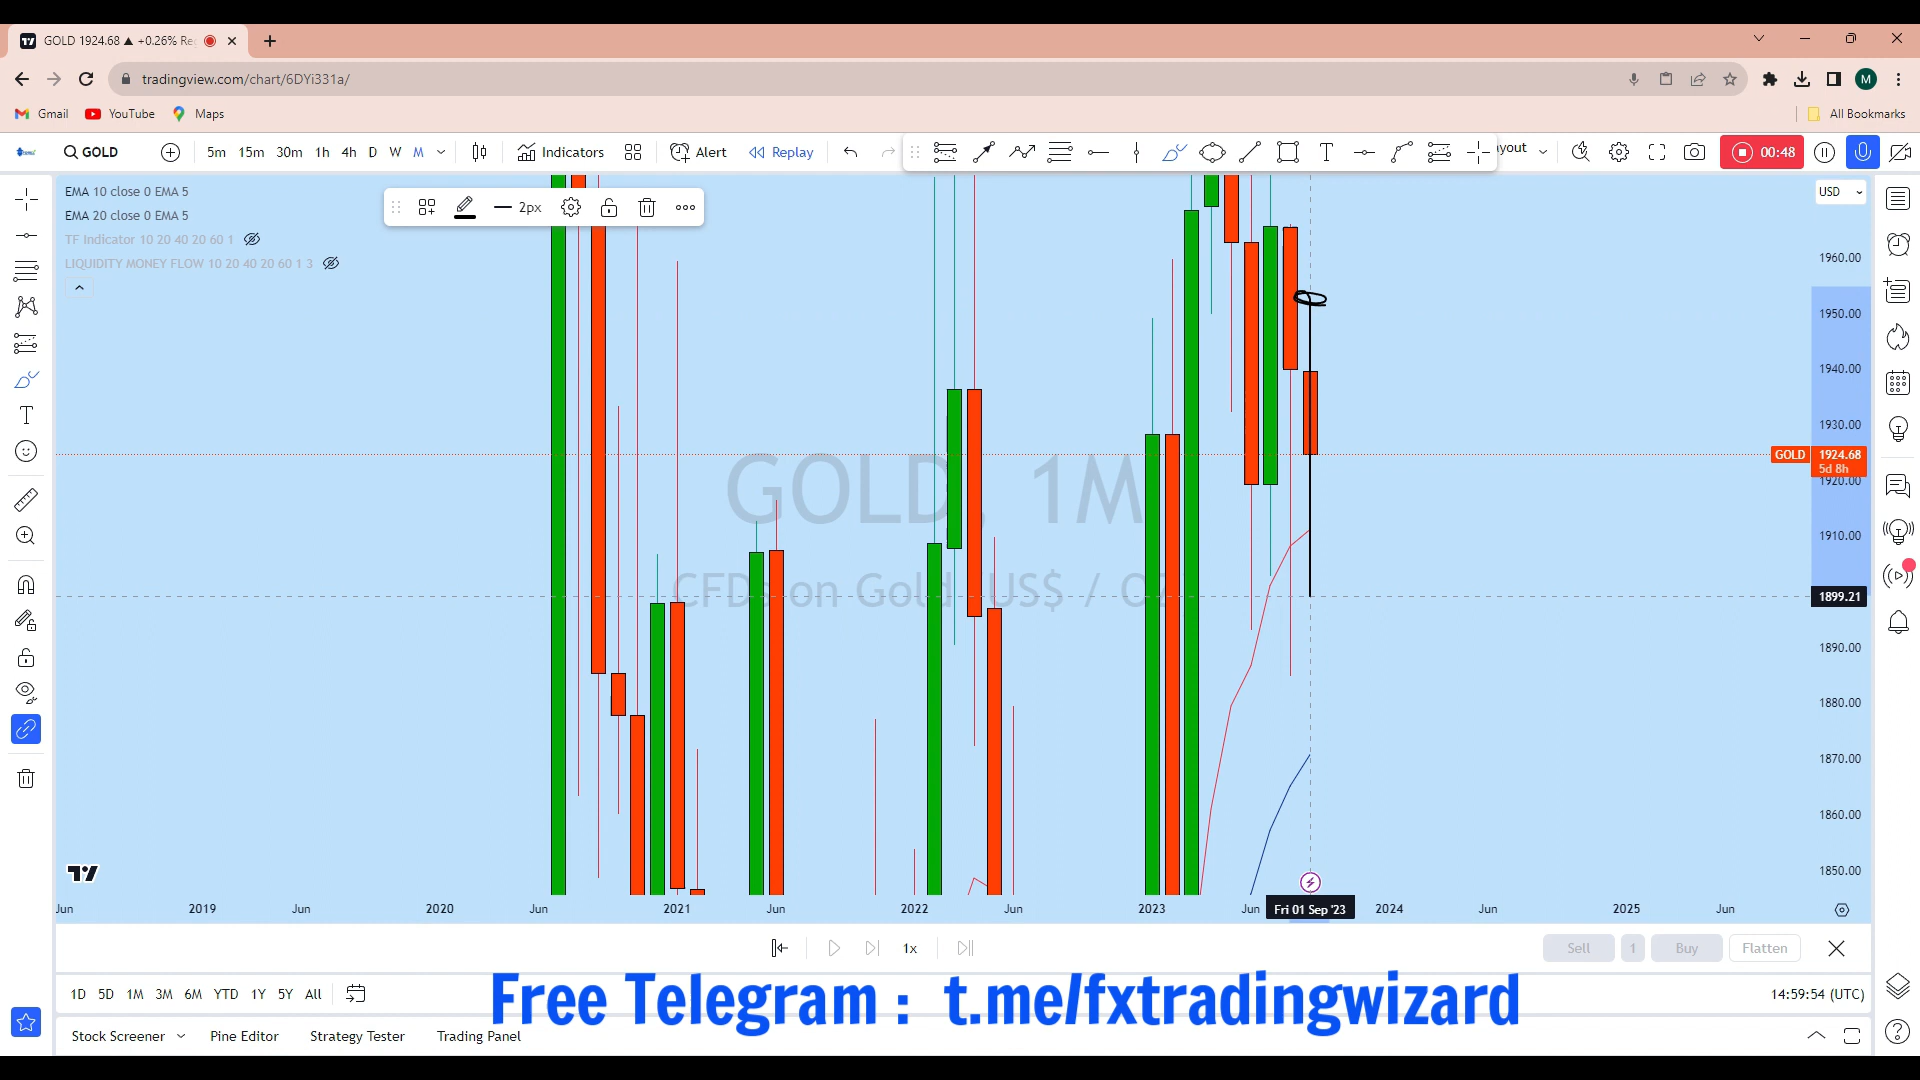 GOLD 1924.68 ▲ +0.26% Re
tradingview.com/chart/6DYi331a/
Gmail YouTube Maps All Bookmarks
GOLD 5m 15m 30m 1h 4h D W M Indicators Alert Replay yout 00:48
EMA 10 close 0 EMA 5
2px
USD
EMA 20 close 0 EMA 5
TF Indicator 10 20 40 20 60 1
LIQUIDITY MONEY FLOW 10 20 40 20 60 1 3
1960.00
1950.00
1940.00
1930.00
GOLD 1924.68
5d 8h
1920.00
GOLD, 1M
1910.00
CFDs on Gold (US$ / OZ
1899.21
1890.00
1880.00
1870.00
1860.00
1850.00
Jun 2019 Jun 2020 Jun 2021 Jun 2022 Jun 2023 Jun Fri 01 Sep '23 2024 Jun 2025 Jun
1x Sell 1 Buy Flatten
1D 5D 1M 3M 6M YTD 1Y 5Y All 14:59:54 (UTC)
Free Telegram : t.me/fxtradingwizard
Stock Screener Pine Editor Strategy Tester Trading Panel